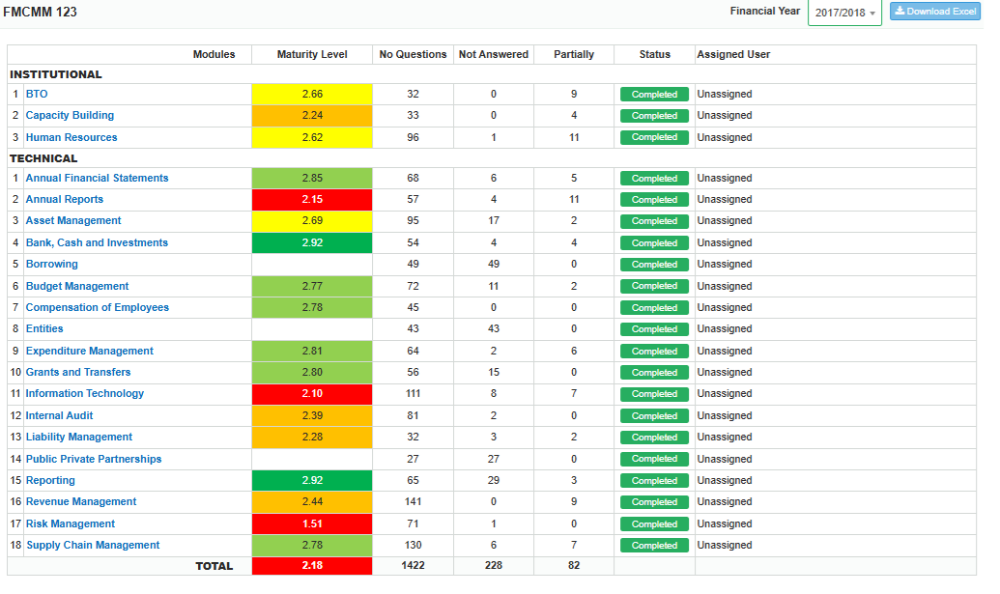 FMCMM 123 Financial Year 2017/2018 Download Excel
Modules Maturity Level No Questions Not Answered Partially Status Assigned User
INSTITUTIONAL
1 BTO 2.66 32 0 9 Completed Unassigned
2 Capacity Building 2.24 33 0 4 Completed Unassigned
3 Human Resources 2.62 96 1 11 Completed Unassigned
TECHNICAL
1 Annual Financial Statements 2.85 68 6 5 Completed Unassigned
2 Annual Reports 2.15 57 4 11 Completed Unassigned
3 Asset Management 2.69 95 17 2 Completed Unassigned
4 Bank, Cash and Investments 2.92 54 4 4 Completed Unassigned
5 Borrowing 49 49 0 Completed Unassigned
6 Budget Management 2.77 72 11 2 Completed Unassigned
7 Compensation of Employees 2.78 45 0 0 Completed Unassigned
8 Entities 43 43 0 Completed Unassigned
9 Expenditure Management 2.81 64 2 6 Completed Unassigned
10 Grants and Transfers 2.80 56 15 0 Completed Unassigned
11 Information Technology 2.10 111 8 7 Completed Unassigned
12 Internal Audit 2.39 81 2 0 Completed Unassigned
13 Liability Management 2.28 32 3 2 Completed Unassigned
14 Public Private Partnerships 27 27 0 Completed Unassigned
15 Reporting 2.92 65 29 3 Completed Unassigned
16 Revenue Management 2.44 141 0 9 Completed Unassigned
17 Risk Management 1.51 71 1 0 Completed Unassigned
18 Supply Chain Management 2.78 130 6 7 Completed Unassigned
TOTAL 2.18 1422 228 82